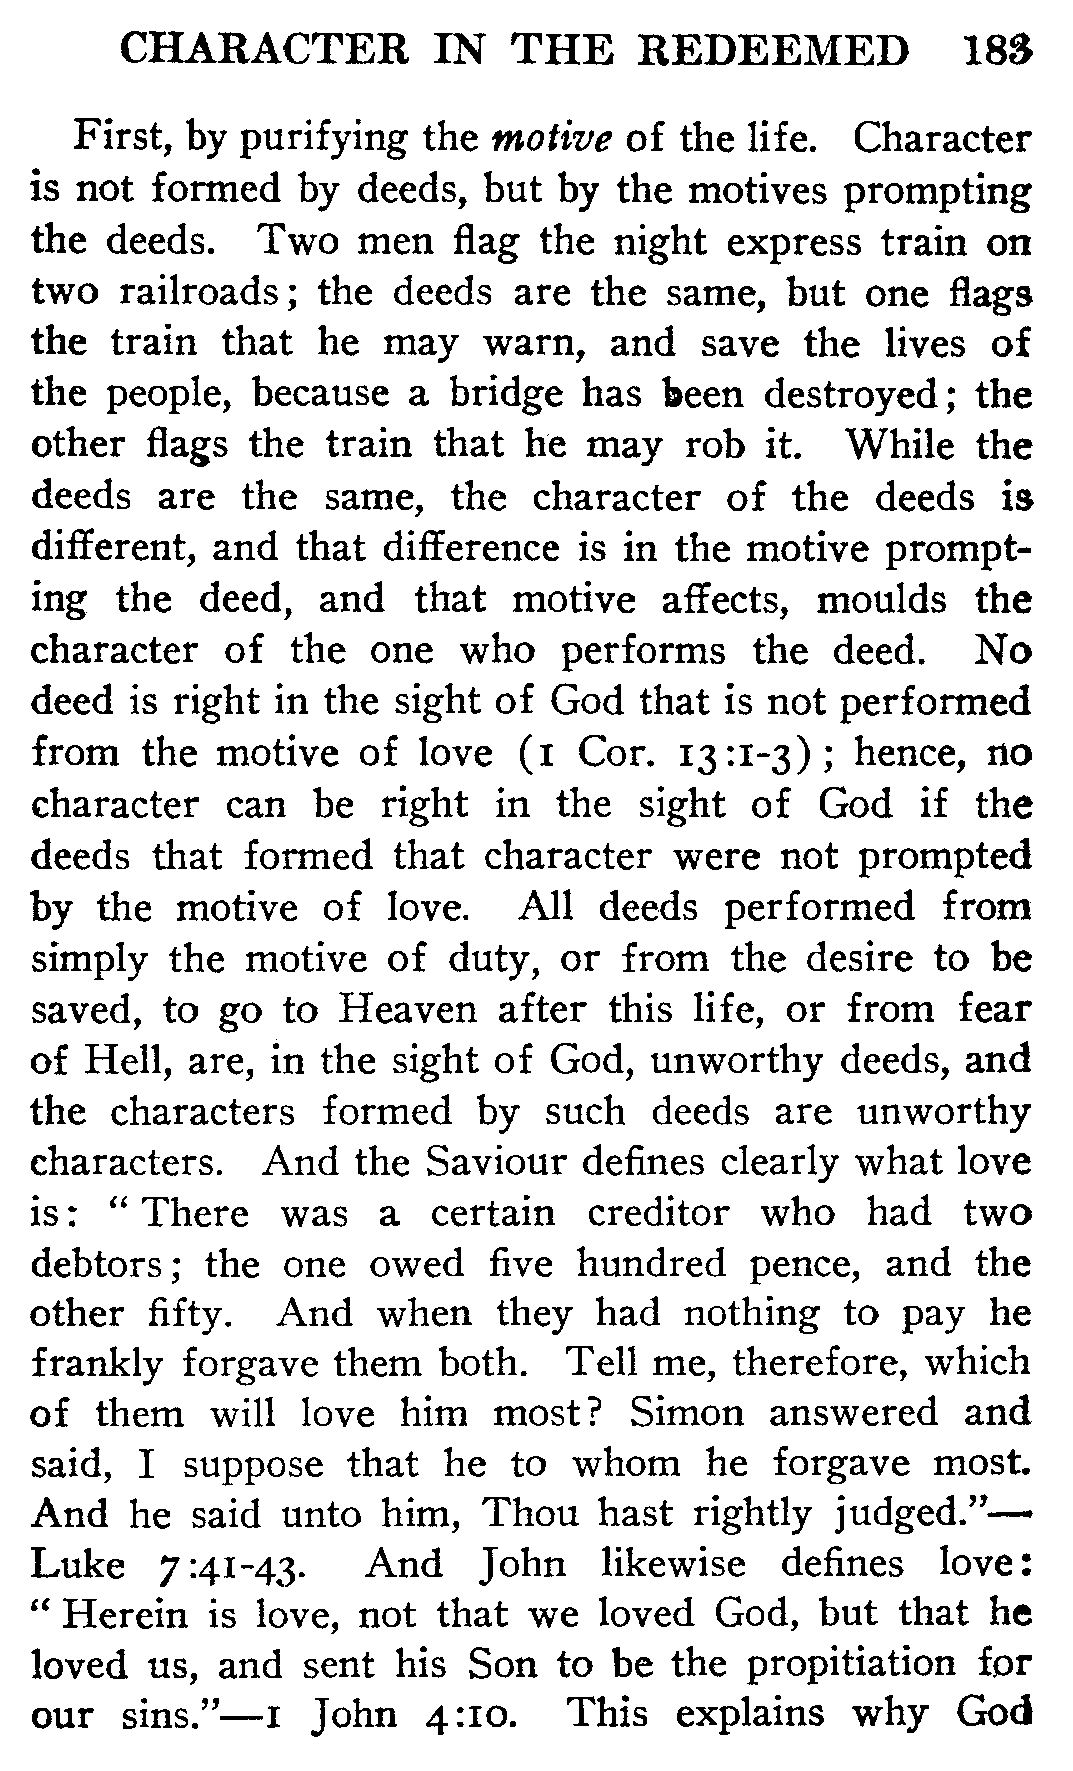 CHARACTER IN THE REDEEMED 183
First, by purifying the motive of the life. Character
is not formed by deeds, but by the motives prompting
the deeds. Two men flag the night express train on
two railroads; the deeds are the same, but one flags
the train that he may warn, and save the lives of
the people, because a bridge has been destroyed; the
other flags the train that he may rob it. While the
deeds are the same, the character of the deeds is
different, and that difference is in the motive prompt-
ing the deed, and that motive affects, moulds the
character of the one who performs the deed. No
deed is right in the sight of God that is not performed
from the motive of love (1 Cor. 13:1-3); hence, no
character can be right in the sight of God if the
deeds that formed that character were not prompted
by the motive of love. All deeds performed from
simply the motive of duty, or from the desire to be
saved, to go to Heaven after this life, or from fear
of Hell, are, in the sight of God, unworthy deeds, and
the characters formed by such deeds are unworthy
characters. And the Saviour defines clearly what love
is: “There was a certain creditor who had two
debtors; the one owed five hundred pence, and the
other fifty. And when they had nothing to pay he
frankly forgave them both. Tell me, therefore, which
of them will love him most? Simon answered and
said, I suppose that he to whom he forgave most.
And he said unto him, Thou hast rightly judged.”—
Luke 7:41-43. And John likewise defines love:
“Herein is love, not that we loved God, but that he
loved us, and sent his Son to be the propitiation for
our sins.”—1 John 4:10. This explains why God